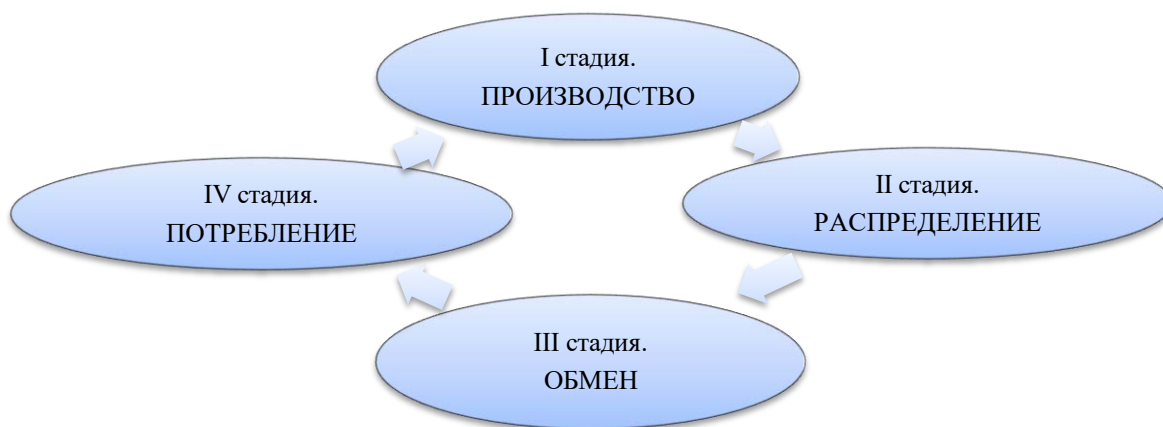 I стадия.
ПРОИЗВОДСТВО
II стадия.
РАСПРЕДЕЛЕНИЕ
III стадия.
ОБМЕН
IV стадия.
ПОТРЕБЛЕНИЕ